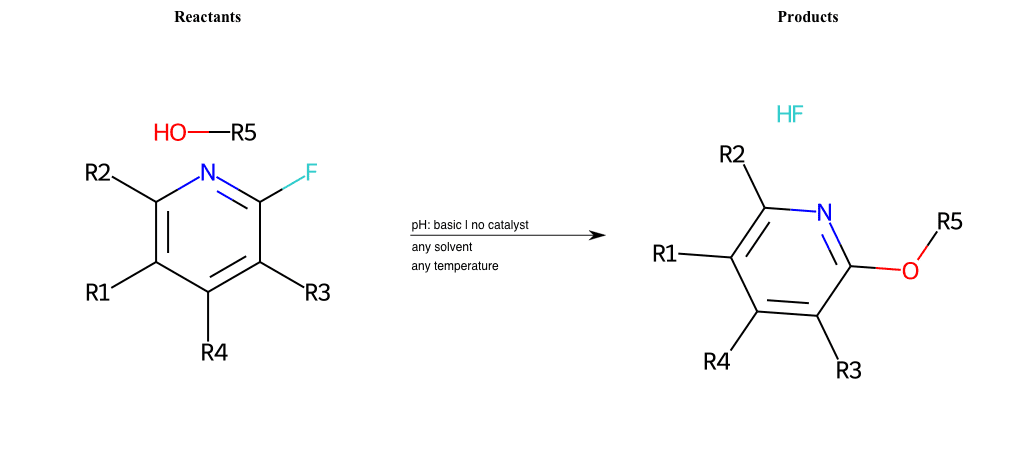 Reactants
Products
HO R5
R2 N F
R1 R3
R4
pH: basic | no catalyst
any solvent
any temperature
HF
R2
N R5
R1 O
R4 R3